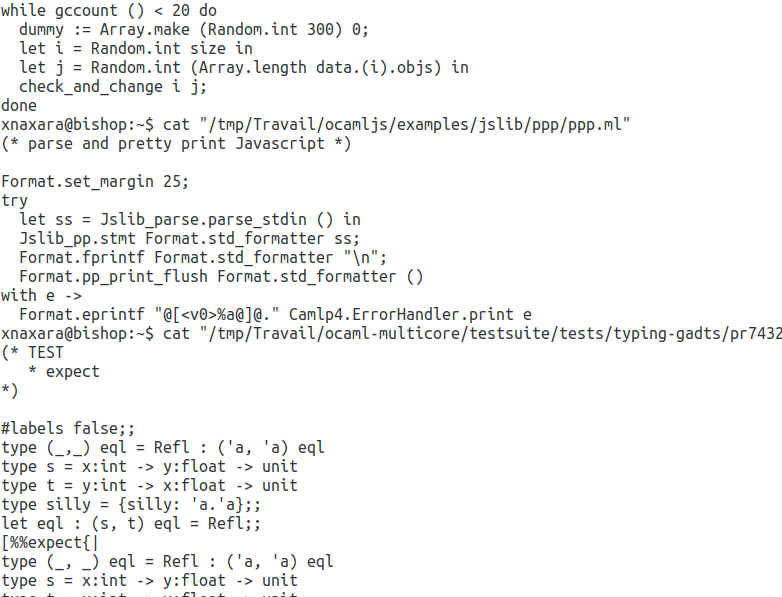 while gccount () < 20 do
  dummy := Array.make (Random.int 300) 0;
  let i = Random.int size in
  let j = Random.int (Array.length data.(i).objs) in
  check_and_change i j;
done
xnaxara@bishop:~$ cat "/tmp/Travail/ocamljs/examples/jslib/ppp/ppp.ml"
(* parse and pretty print Javascript *)

Format.set_margin 25;
try
  let ss = Jslib_parse.parse_stdin () in
  Jslib_pp.stmt Format.std_formatter ss;
  Format.fprintf Format.std_formatter "\n";
  Format.pp_print_flush Format.std_formatter ()
with e ->
  Format.eprintf "@[<v0>%a@]@." Camlp4.ErrorHandler.print e
xnaxara@bishop:~$ cat "/tmp/Travail/ocaml-multicore/testsuite/tests/typing-gadts/pr7432
(* TEST
   * expect
*)

#labels false;;
type (_,_) eql = Refl : ('a, 'a) eql
type s = x:int -> y:float -> unit
type t = y:int -> x:float -> unit
type silly = {silly: 'a.'a};;
let eql : (s, t) eql = Refl;;
[%%expect{|
type (_, _) eql = Refl : ('a, 'a) eql
type s = x:int -> y:float -> unit